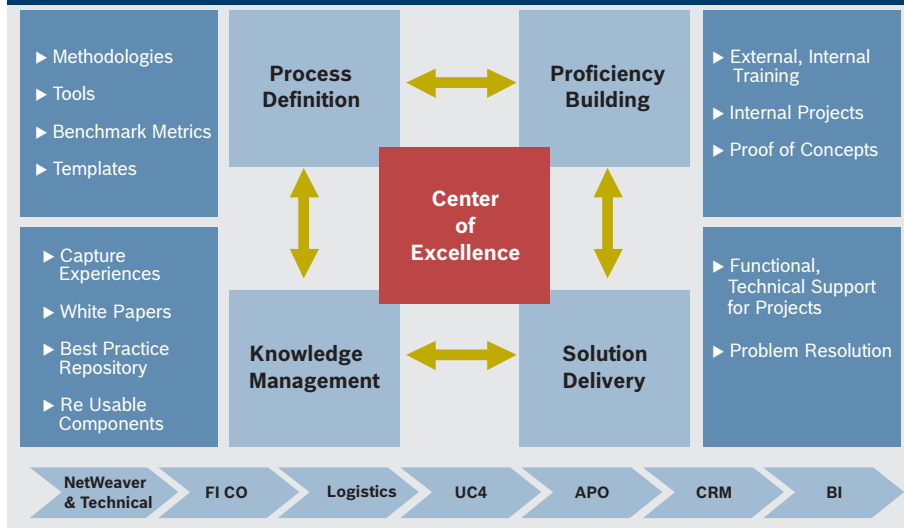 ▶ Methodologies
▶ Tools
▶ Benchmark Metrics
▶ Templates
Process
Definition
Proficiency
Building
▶ External, Internal
Training
▶ Internal Projects
▶ Proof of Concepts
Center
of
Excellence
▶ Capture
Experiences
▶ White Papers
▶ Best Practice
Repository
▶ Re Usable
Components
Knowledge
Management
Solution
Delivery
▶ Functional,
Technical Support
for Projects
▶ Problem Resolution
NetWeaver
& Technical
FI CO
Logistics
UC4
APO
CRM
BI